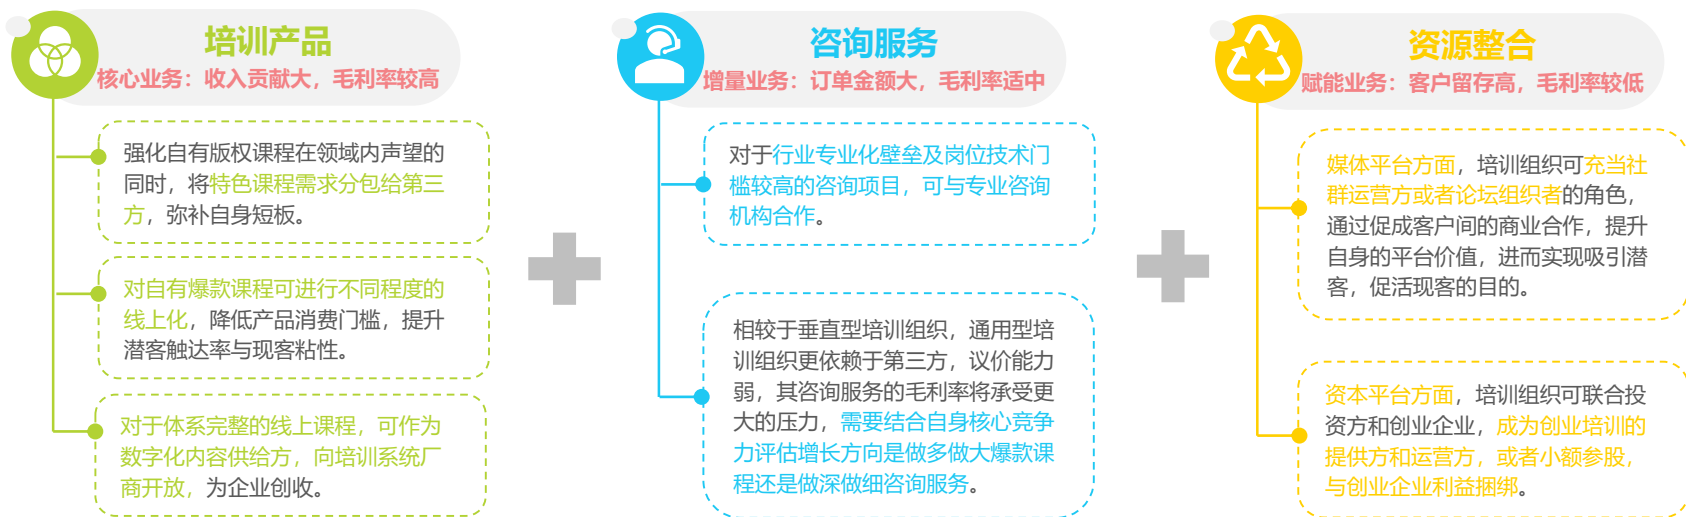 培训产品
核心业务：收入贡献大，毛利率较高
强化自有版权课程在领域内声望的
同时，将特色课程需求分包给第三
方，弥补自身短板。
对自有爆款课程可进行不同程度的
线上化，降低产品消费门槛，提升
潜客触达率与现客粘性。
对于体系完整的线上课程，可作为
数字化内容供给方，向培训系统厂
商开放，为企业创收。
咨询服务
增量业务：订单金额大，毛利率适中
对于行业专业化壁垒及岗位技术门
槛较高的咨询项目，可与专业咨询
机构合作。
相较于垂直型培训组织，通用型培
训组织更依赖于第三方，议价能力
弱，其咨询服务的毛利率将承受更
大的压力，需要结合自身核心竞争
力评估增长方向是做多做大爆款课
程还是做深做细咨询服务。
资源整合
赋能业务：客户留存高，毛利率较低
媒体平台方面，培训组织可充当社
群运营方或者论坛组织者的角色，
通过促成客户间的商业合作，提升
自身的平台价值，进而实现吸引潜
客，促活现客的目的。
资本平台方面，培训组织可联合投
资方和创业企业，成为创业培训的
提供方和运营方，或者小额参股，
与创业企业利益捆绑。